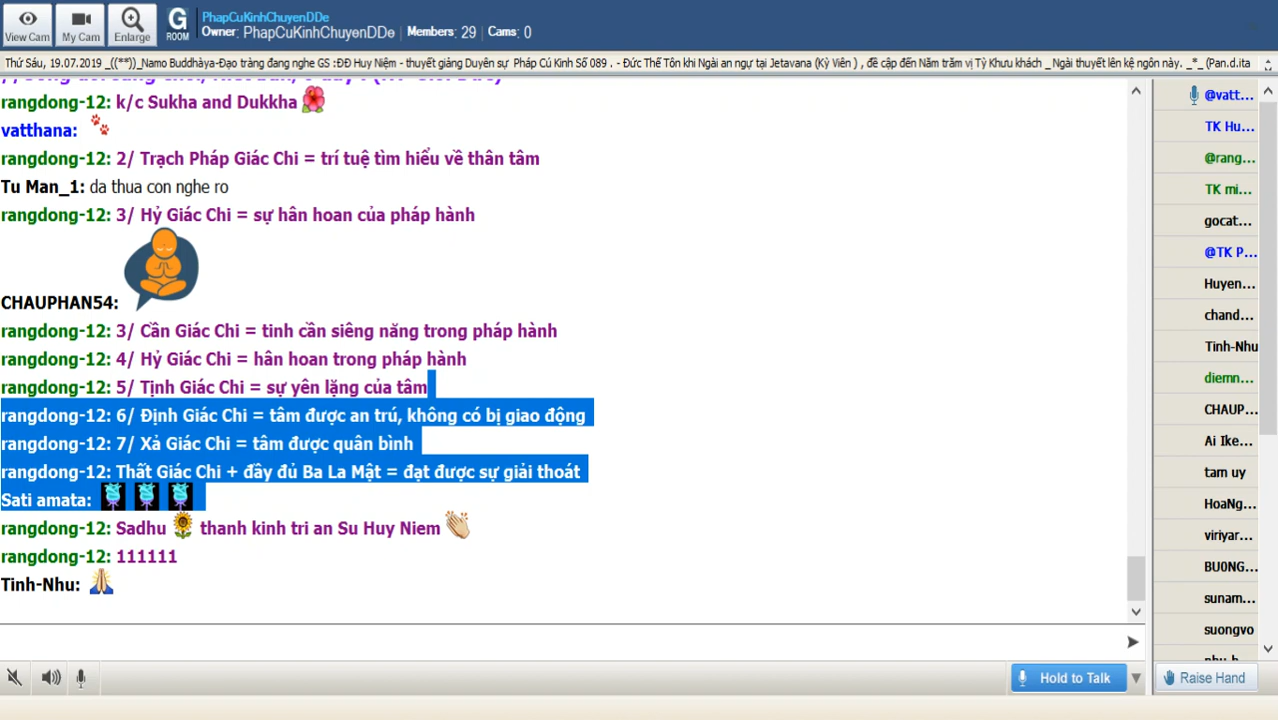 View Cam
My Cam
Enlarge
G
ROOM
PhapCuKinhChuyenDDe
Owner: PhapCuKinhChuyenDDe | Members: 29 | Cams: 0
Thứ Sáu, 19.07.2019 _((**))_Namo Buddhàya-Đạo tràng đang nghe GS :ĐĐ Huy Niệm - thuyết giảng Duyên sự Pháp Cú Kinh Số 089 . - Đức Thế Tôn khi Ngài an ngự tại Jetavana (Kỳ Viên) , đề cập đến Năm trăm vị Tỳ Khưu khách _ Ngài thuyết lên kệ ngôn này. _*_ (Pan.d.ita
rangdong-12: k/c Sukha and Dukkha
vatthana:
rangdong-12: 2/ Trạch Pháp Giác Chi = trí tuệ tìm hiểu về thân tâm
Tu Man_1: da thua con nghe ro
rangdong-12: 3/ Hỷ Giác Chi = sự hân hoan của pháp hành
CHAUPHAN54:
rangdong-12: 3/ Cần Giác Chi = tinh cần siêng năng trong pháp hành
rangdong-12: 4/ Hỷ Giác Chi = hân hoan trong pháp hành
rangdong-12: 5/ Tịnh Giác Chi = sự yên lặng của tâm
rangdong-12: 6/ Định Giác Chi = tâm được an trú, không có bị giao động
rangdong-12: 7/ Xả Giác Chi = tâm được quân bình
rangdong-12: Thất Giác Chi + đầy đủ Ba La Mật = đạt được sự giải thoát
Sati amata:
rangdong-12: Sadhu thanh kinh tri an Su Huy Niem
rangdong-12: 111111
Tinh-Nhu:
@vatt...
TK Hu...
@rang...
TK mi...
gocat...
@TK P...
Huyen...
chand...
Tinh-Nhu
diemn...
CHAUP...
Ai Ike...
tam uy
HoaNg...
viriyar...
BU0NG...
sunam...
suongvo
Hold to Talk
Raise Hand